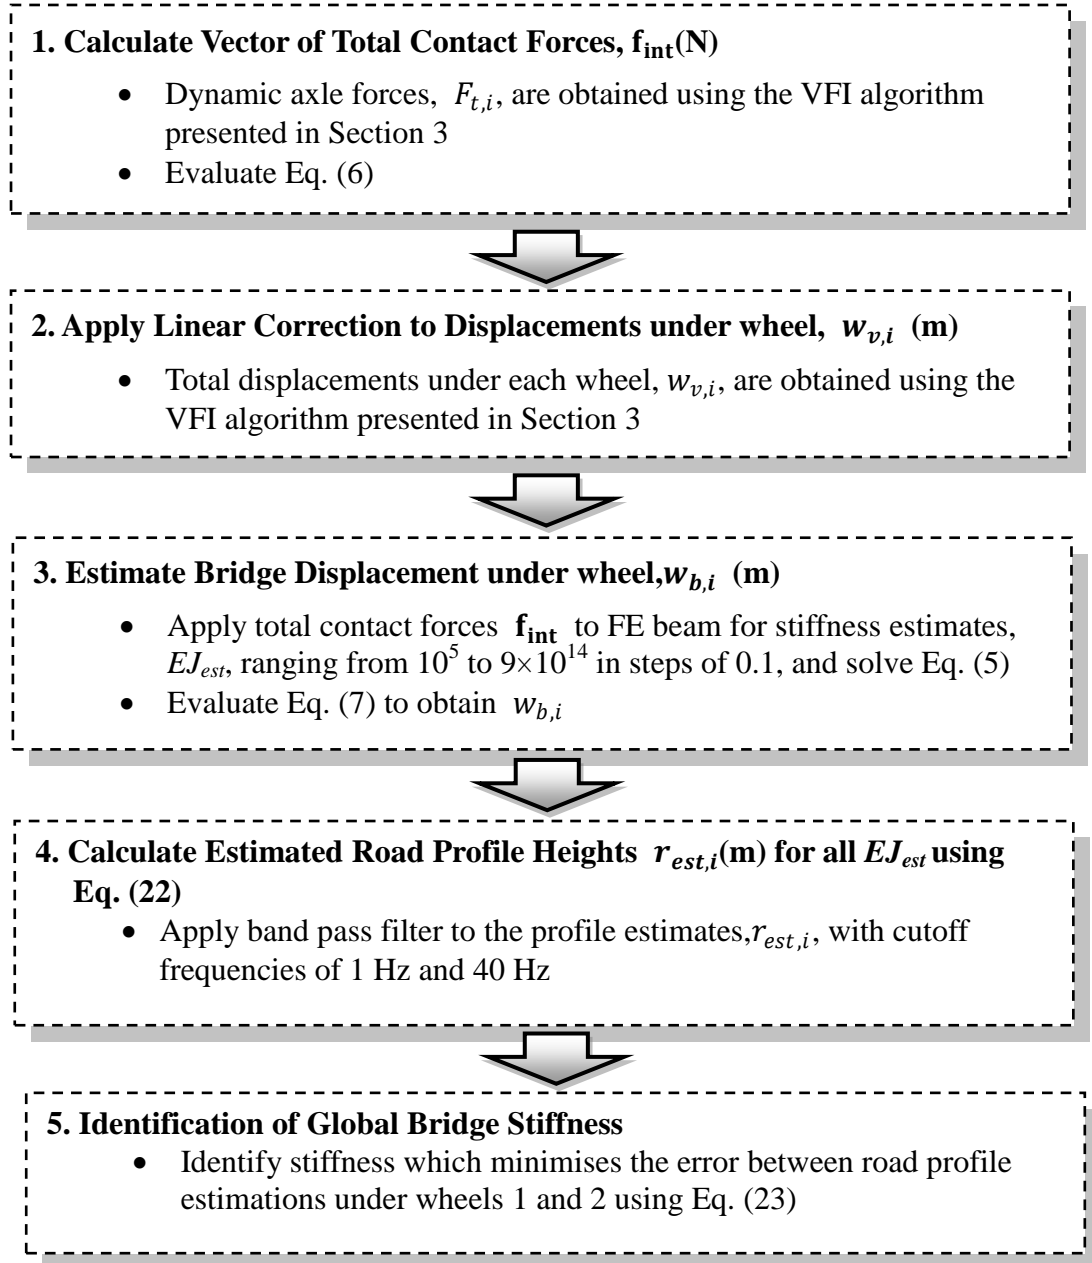 1. Calculate Vector of Total Contact Forces, f_int(N)
• Dynamic axle forces, F_t,i, are obtained using the VFI algorithm
presented in Section 3
• Evaluate Eq. (6)
2. Apply Linear Correction to Displacements under wheel, w_v,i (m)
• Total displacements under each wheel, w_v,i, are obtained using the
VFI algorithm presented in Section 3
3. Estimate Bridge Displacement under wheel,w_b,i (m)
• Apply total contact forces f_int to FE beam for stiffness estimates,
EJ_est, ranging from 10^5 to 9×10^14 in steps of 0.1, and solve Eq. (5)
• Evaluate Eq. (7) to obtain w_b,i
4. Calculate Estimated Road Profile Heights r_est,i(m) for all EJ_est using
Eq. (22)
• Apply band pass filter to the profile estimates,r_est,i, with cutoff
frequencies of 1 Hz and 40 Hz
5. Identification of Global Bridge Stiffness
• Identify stiffness which minimises the error between road profile
estimations under wheels 1 and 2 using Eq. (23)